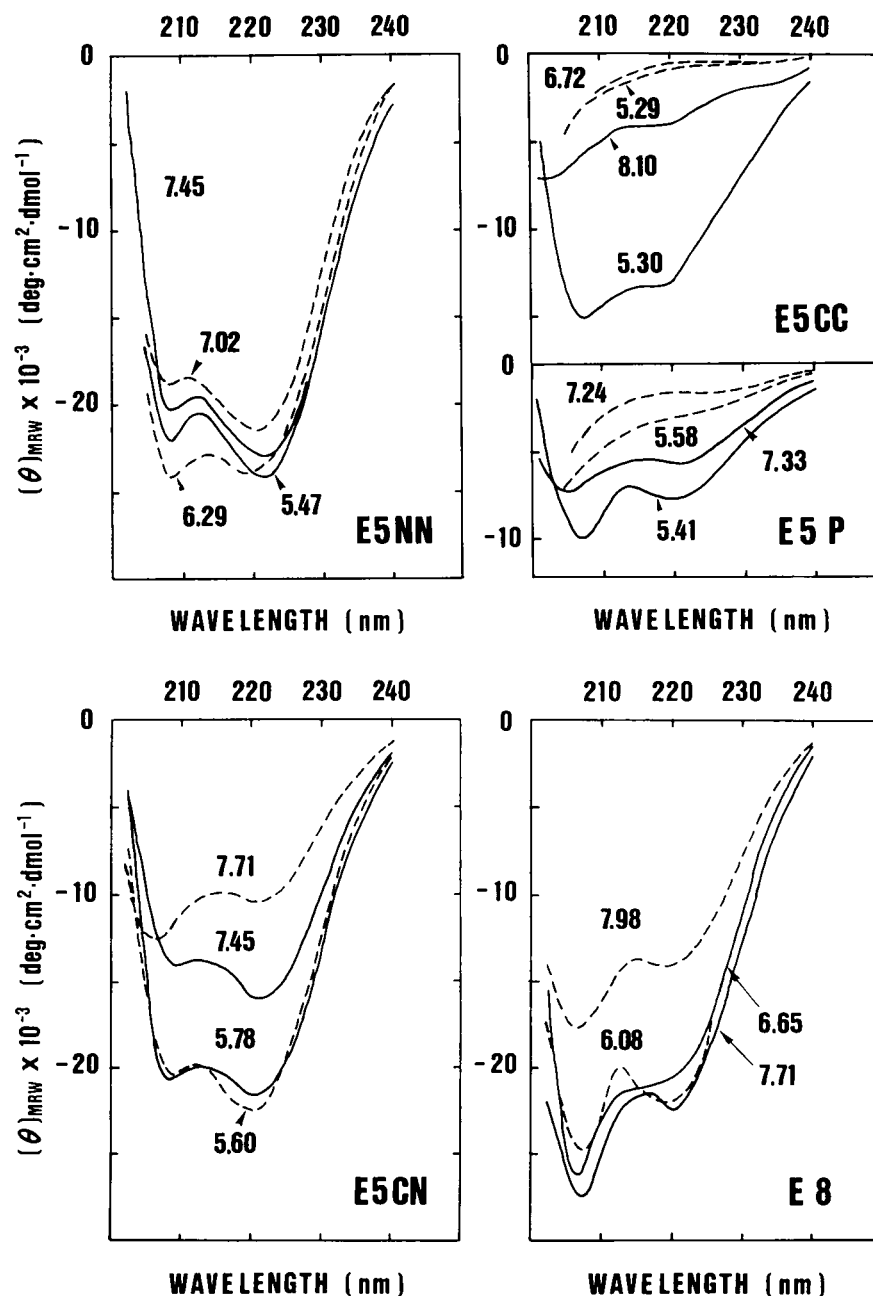 210 220 230 240
0
-10
-20
(θ)MRW x 10⁻³ (deg·cm²·dmol⁻¹)
7.45
7.02
6.29
5.47
E5NN
WAVELENGTH (nm)
210 220 230 240
0
-10
6.72
5.29
8.10
5.30
E5CC
0
-10
7.24
5.58
7.33
5.41
E5P
WAVELENGTH (nm)
210 220 230 240
0
-10
-20
(θ)MRW x 10⁻³ (deg·cm²·dmol⁻¹)
7.71
7.45
5.78
5.60
E5CN
WAVELENGTH (nm)
210 220 230 240
0
-10
-20
7.98
6.08
6.65
7.71
E8
WAVELENGTH (nm)